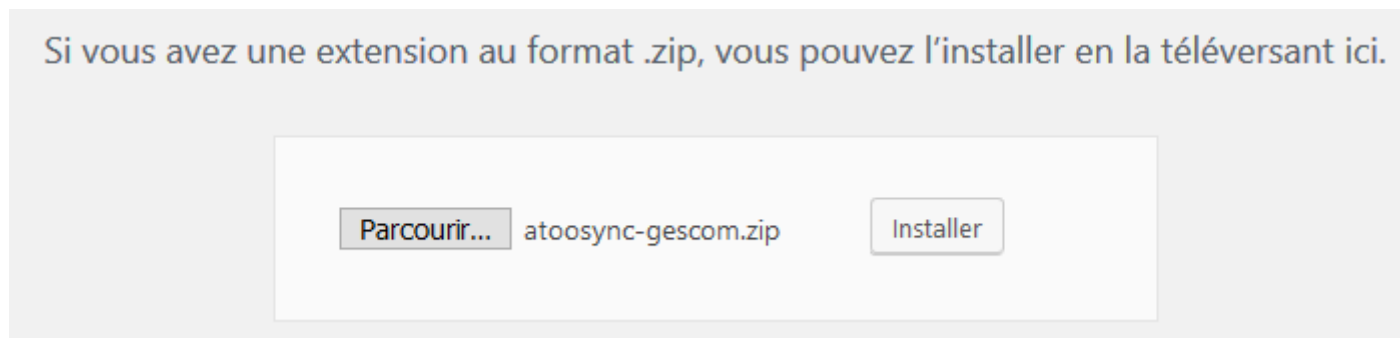 Si vous avez une extension au format .zip, vous pouvez l’installer en la téléversant ici.
Parcourir... atoosync-gescom.zip Installer